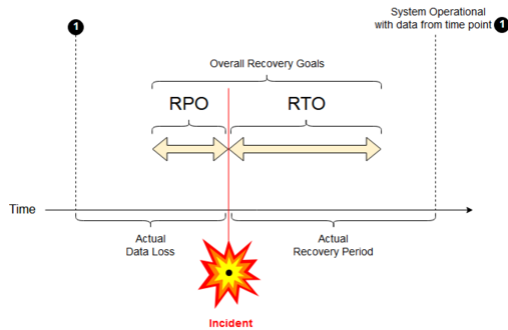 System Operational
with data from time point 1
1
Overall Recovery Goals
RPO
RTO
Time
Actual
Data Loss
Actual
Recovery Period
Incident